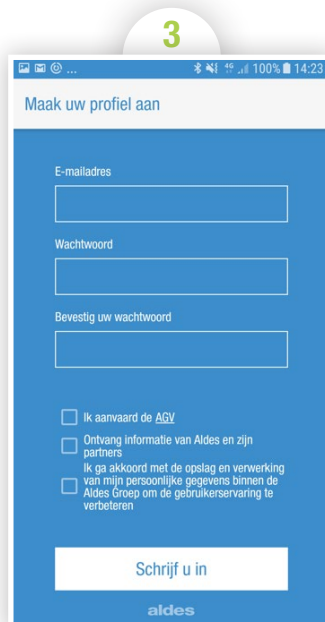 3
... 4G 100% 14:23
Maak uw profiel aan
E-mailadres
Wachtwoord
Bevestig uw wachtwoord
Ik aanvaard de AGV
Ontvang informatie van Aldes en zijn
partners
Ik ga akkoord met de opslag en verwerking
van mijn persoonlijke gegevens binnen de
Aldes Groep om de gebruikerservaring te
verbeteren
Schrijf u in
aldes